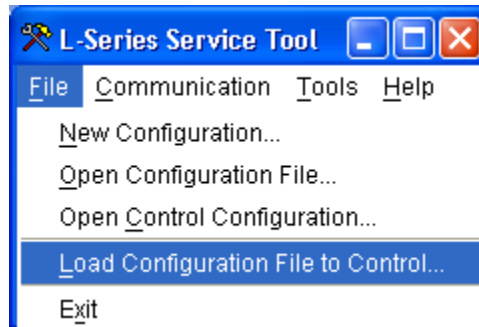 L-Series Service Tool
File Communication Tools Help
New Configuration...
Open Configuration File...
Open Control Configuration...
Load Configuration File to Control...
Exit